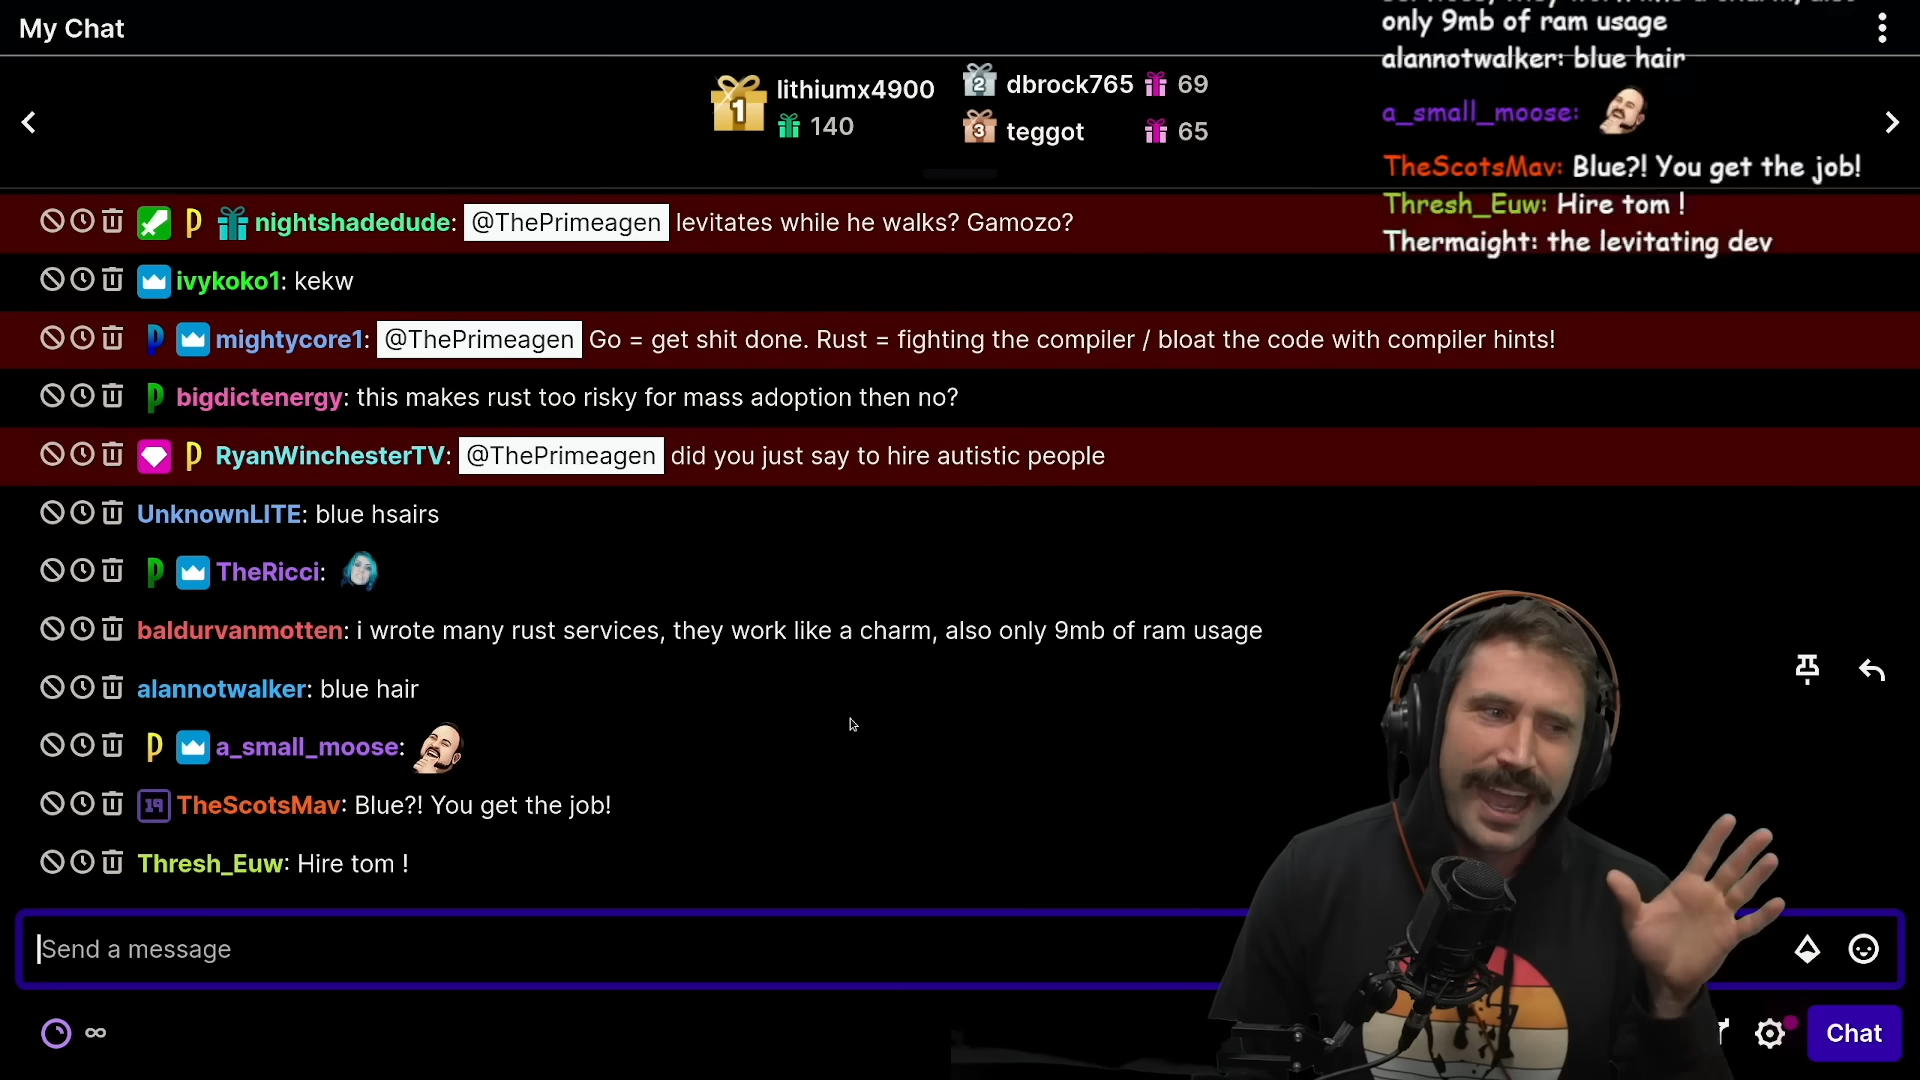 My Chat
1
lithiumx4900
140
2
dbrock765
69
3
teggot
65
only 9mb of ram usage
alannotwalker: blue hair
a_small_moose:
TheScotsMav: Blue?! You get the job!
Thresh_Euw: Hire tom !
Thermaight: the levitating dev
nightshadedude: @ThePrimeagen levitates while he walks? Gamozo?
ivykoko1: kekw
mightycore1: @ThePrimeagen Go = get shit done. Rust = fighting the compiler / bloat the code with compiler hints!
bigdictenergy: this makes rust too risky for mass adoption then no?
RyanWinchesterTV: @ThePrimeagen did you just say to hire autistic people
UnknownLITE: blue hsairs
TheRicci:
baldurvanmotten: i wrote many rust services, they work like a charm, also only 9mb of ram usage
alannotwalker: blue hair
a_small_moose:
19 TheScotsMav: Blue?! You get the job!
Thresh_Euw: Hire tom !
Send a message
∞
Chat